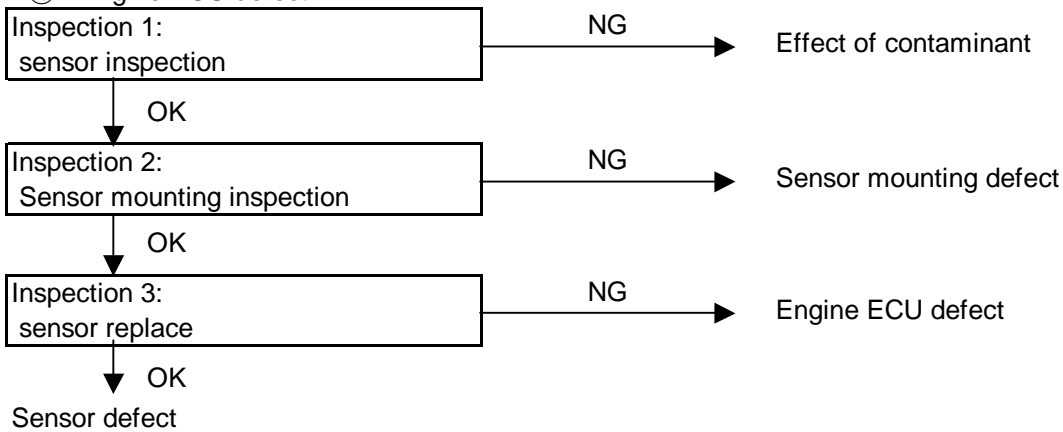 Inspection 1:
NG
Effect of contaminant
sensor inspection
OK
Inspection 2:
NG
Sensor mounting defect
Sensor mounting inspection
OK
Inspection 3:
NG
Engine ECU defect
sensor replace
OK
Sensor defect